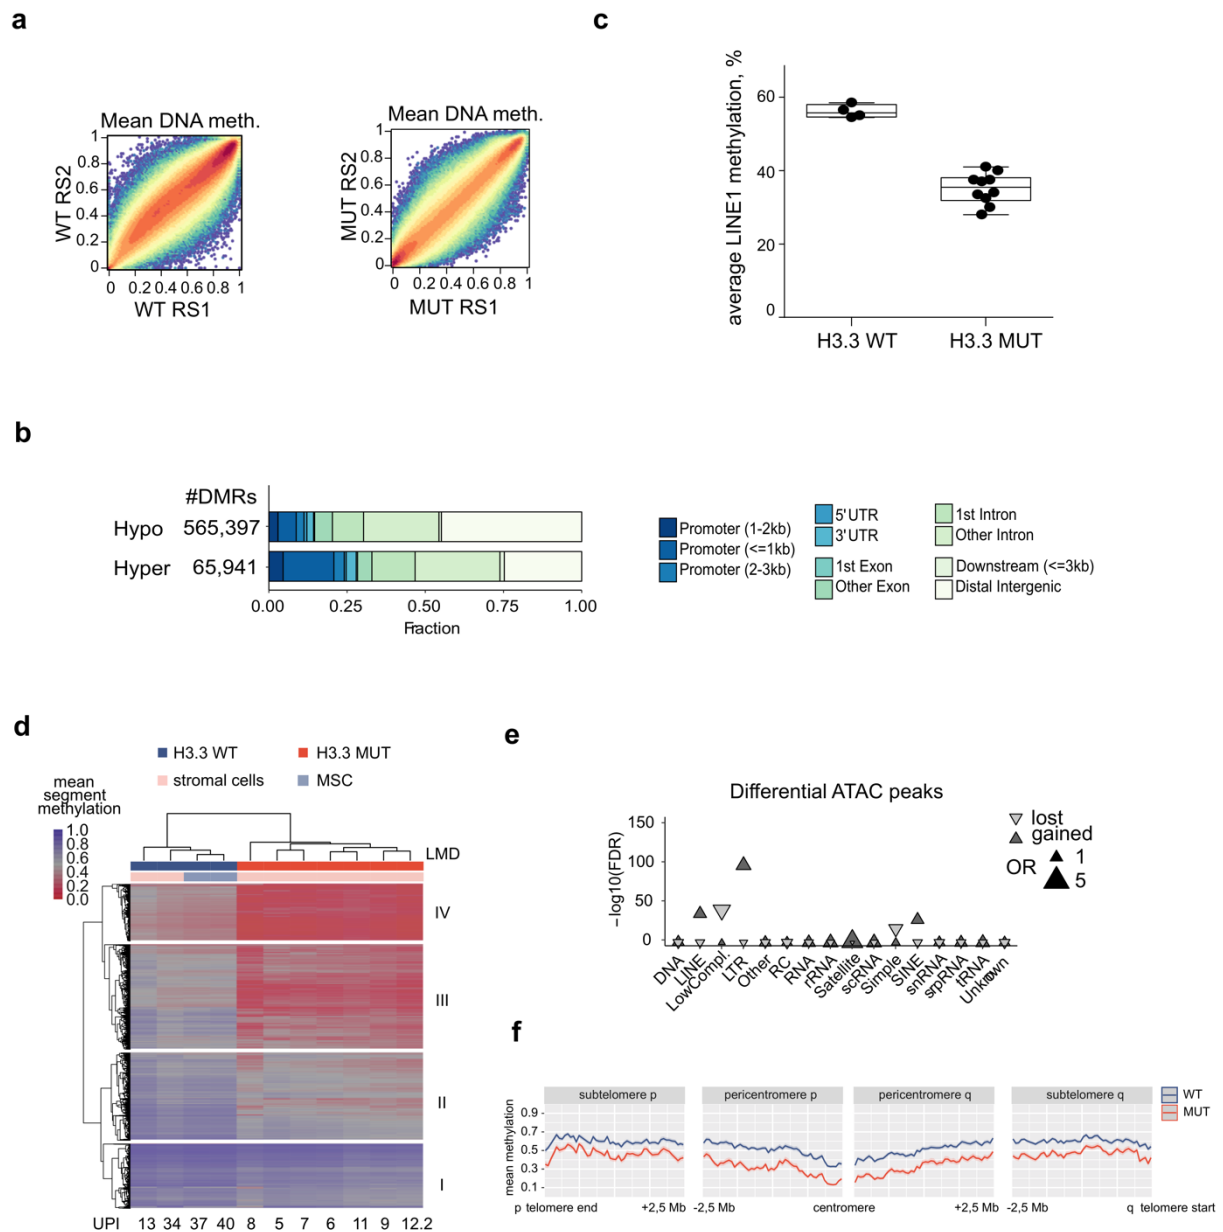 a
Mean DNA meth.
WT RS2
1
0.8
0.6
0.4
0.2
0
0 0.2 0.4 0.6 0.8 1
WT RS1
Mean DNA meth.
MUT RS2
1
0.8
0.6
0.4
0.2
0
0 0.2 0.4 0.6 0.8 1
MUT RS1
c
average LINE1 methylation, %
60
40
20
0
H3.3 WT H3.3 MUT
b
#DMRs
Hypo 565,397
Hyper 65,941
0.00 0.25 0.50 0.75 1.00
Fraction
Promoter (1-2kb)
Promoter (<=1kb)
Promoter (2-3kb)
5'UTR
3'UTR
1st Exon
Other Exon
1st Intron
Other Intron
Downstream (<=3kb)
Distal Intergenic
d
H3.3 WT H3.3 MUT
stromal cells MSC
mean
segment
methylation
1.0
0.8
0.6
0.4
0.2
0.0
LMD
IV
III
II
I
UPI 13 34 37 40 8 5 7 6 11 9 12.2
e
Differential ATAC peaks
−log10(FDR)
150
100
50
0
DNA
LINE
LowCompl.
LTR
Other
RC
RNA
rRNA
Satellite
scRNA
Simple
SINE
snRNA
srpRNA
tRNA
Unknown
lost
gained
OR 1
5
f
subtelomere p pericentromere p pericentromere q subtelomere q
mean methylation
0.9
0.7
0.5
0.3
0.1
p telomere end +2,5 Mb -2,5 Mb centromere +2,5 Mb -2,5 Mb q telomere start
WT
MUT